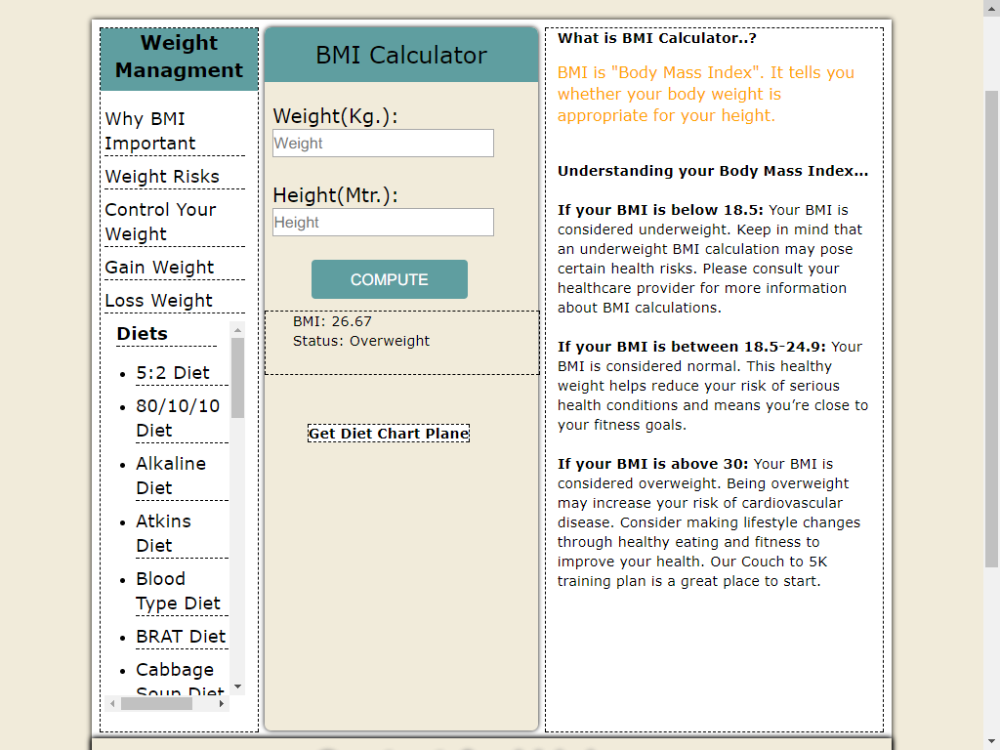 Weight
Managment
Why BMI
Important
Weight Risks
Control Your
Weight
Gain Weight
Loss Weight
Diets
5:2 Diet
80/10/10
Diet
Alkaline
Diet
Atkins
Diet
Blood
Type Diet
BRAT Diet
Cabbage
Soup Diet
BMI Calculator
Weight(Kg.):
Weight
Height(Mtr.):
Height
COMPUTE
BMI: 26.67
Status: Overweight
Get Diet Chart Plane
What is BMI Calculator..?
BMI is "Body Mass Index". It tells you
whether your body weight is
appropriate for your height.
Understanding your Body Mass Index...
If your BMI is below 18.5: Your BMI is
considered underweight. Keep in mind that
an underweight BMI calculation may pose
certain health risks. Please consult your
healthcare provider for more information
about BMI calculations.
If your BMI is between 18.5-24.9: Your
BMI is considered normal. This healthy
weight helps reduce your risk of serious
health conditions and means you’re close to
your fitness goals.
If your BMI is above 30: Your BMI is
considered overweight. Being overweight
may increase your risk of cardiovascular
disease. Consider making lifestyle changes
through healthy eating and fitness to
improve your health. Our Couch to 5K
training plan is a great place to start.